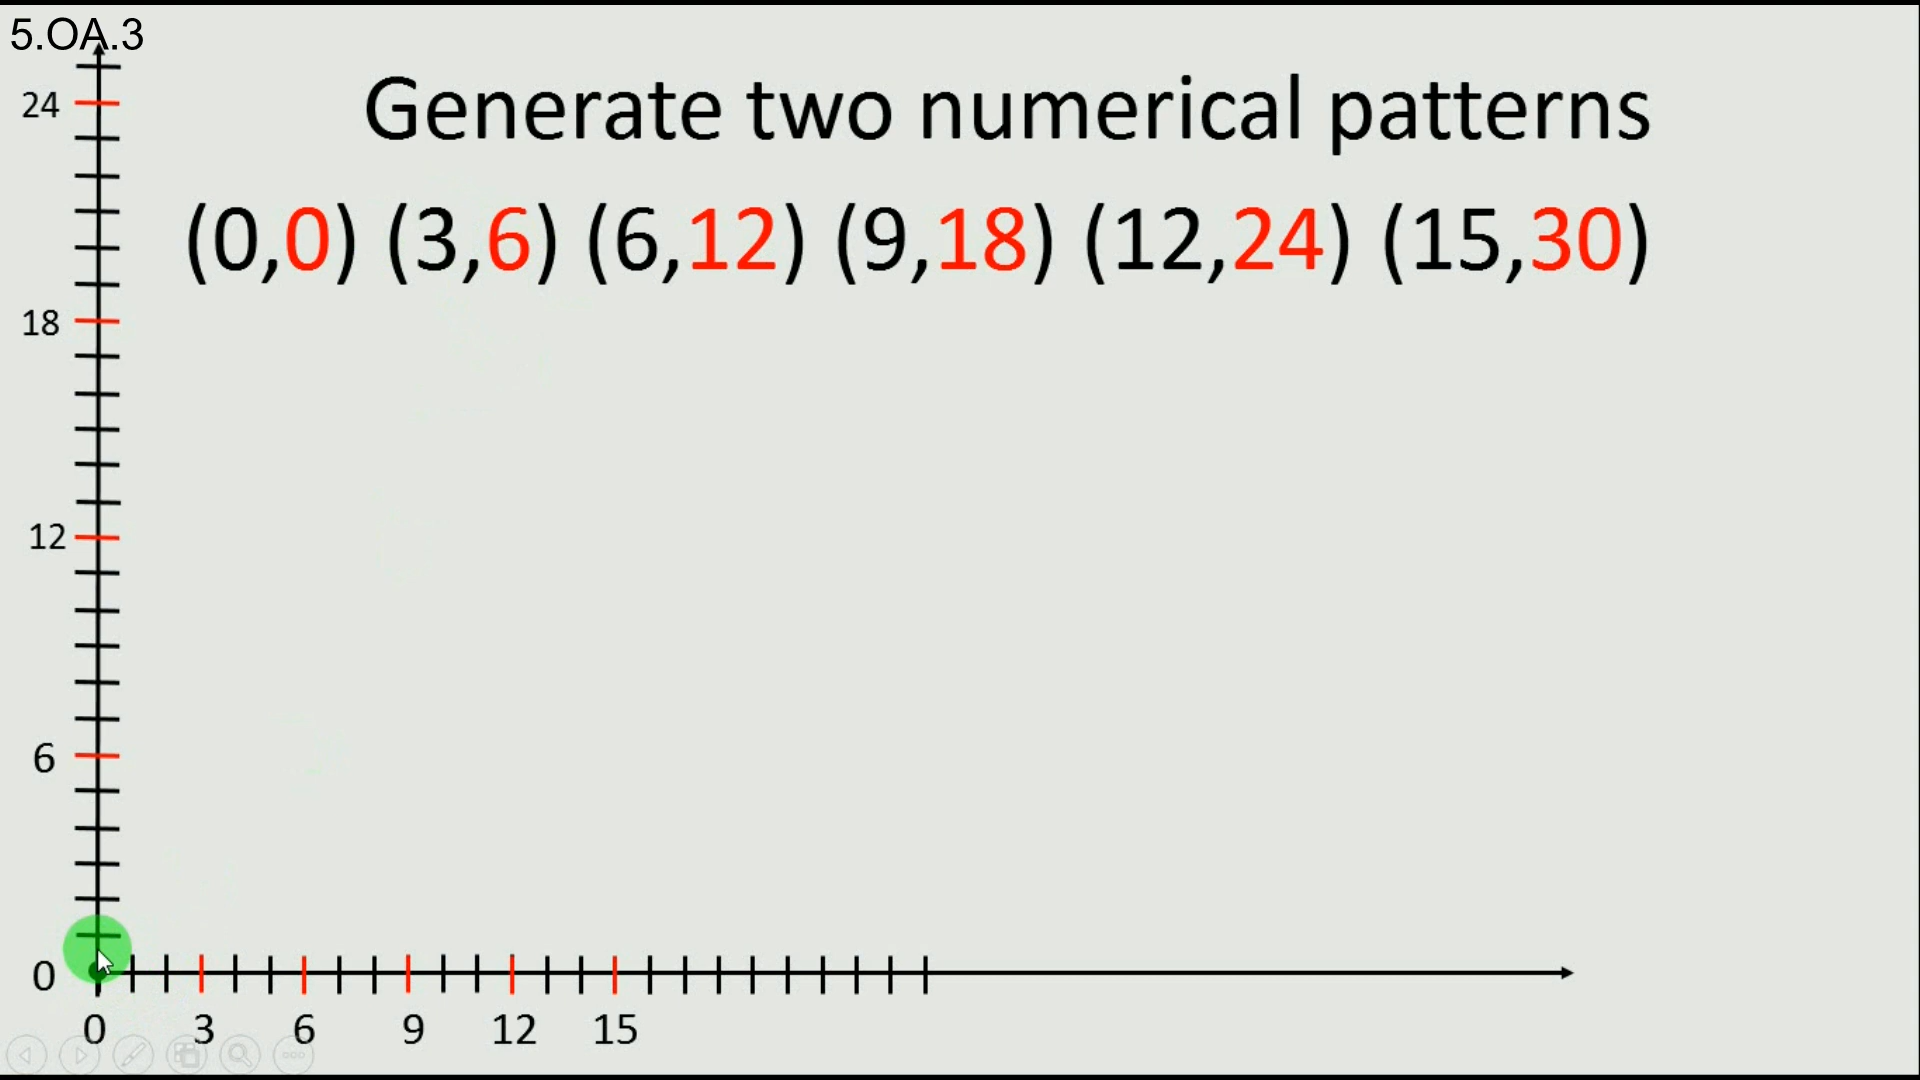 5.OA.3
Generate two numerical patterns
(0,0) (3,6) (6,12) (9,18) (12,24) (15,30)
24
18
12
6
0
0 3 6 9 12 15